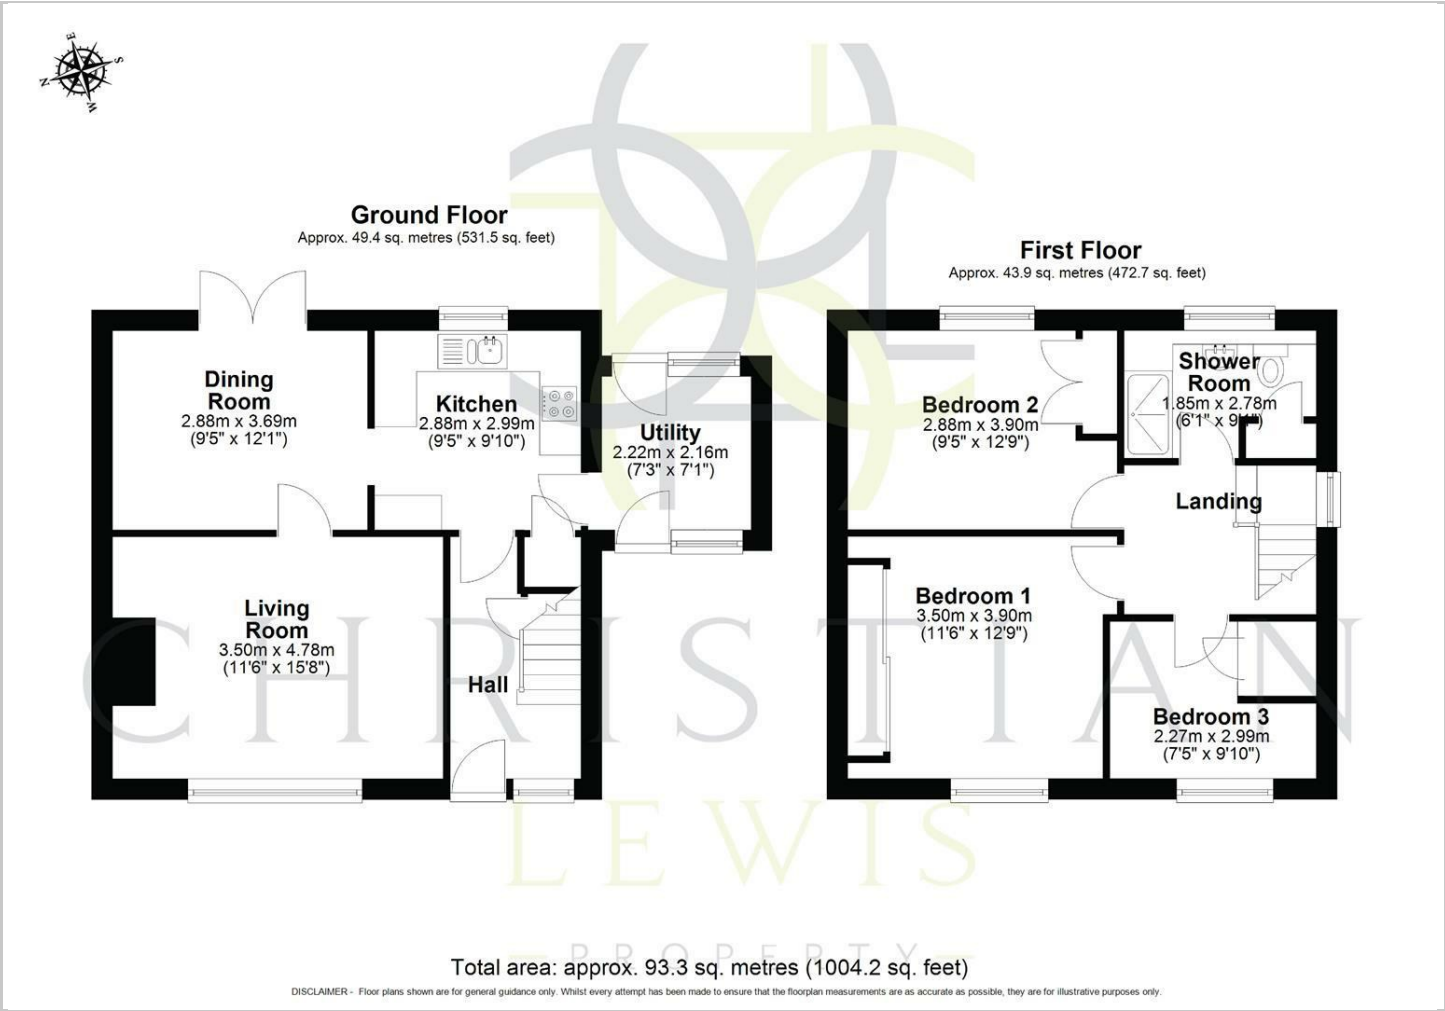 E
S
N
W
Ground Floor
Approx. 49.4 sq. metres (531.5 sq. feet)
First Floor
Approx. 43.9 sq. metres (472.7 sq. feet)
Dining
Room
2.88m x 3.69m
(9'5" x 12'1")
Kitchen
2.88m x 2.99m
(9'5" x 9'10")
Utility
2.22m x 2.16m
(7'3" x 7'1")
Living
Room
3.50m x 4.78m
(11'6" x 15'8")
Hall
Bedroom 2
2.88m x 3.90m
(9'5" x 12'9")
Shower
Room
1.85m x 2.78m
(6'1" x 9'1")
Landing
Bedroom 1
3.50m x 3.90m
(11'6" x 12'9")
Bedroom 3
2.27m x 2.99m
(7'5" x 9'10")
CHRISTIAN
LEWIS
PROPERTY
Total area: approx. 93.3 sq. metres (1004.2 sq. feet)
DISCLAIMER - Floor plans shown are for general guidance only. Whilst every attempt has been made to ensure that the floorplan measurements are as accurate as possible, they are for illustrative purposes only.